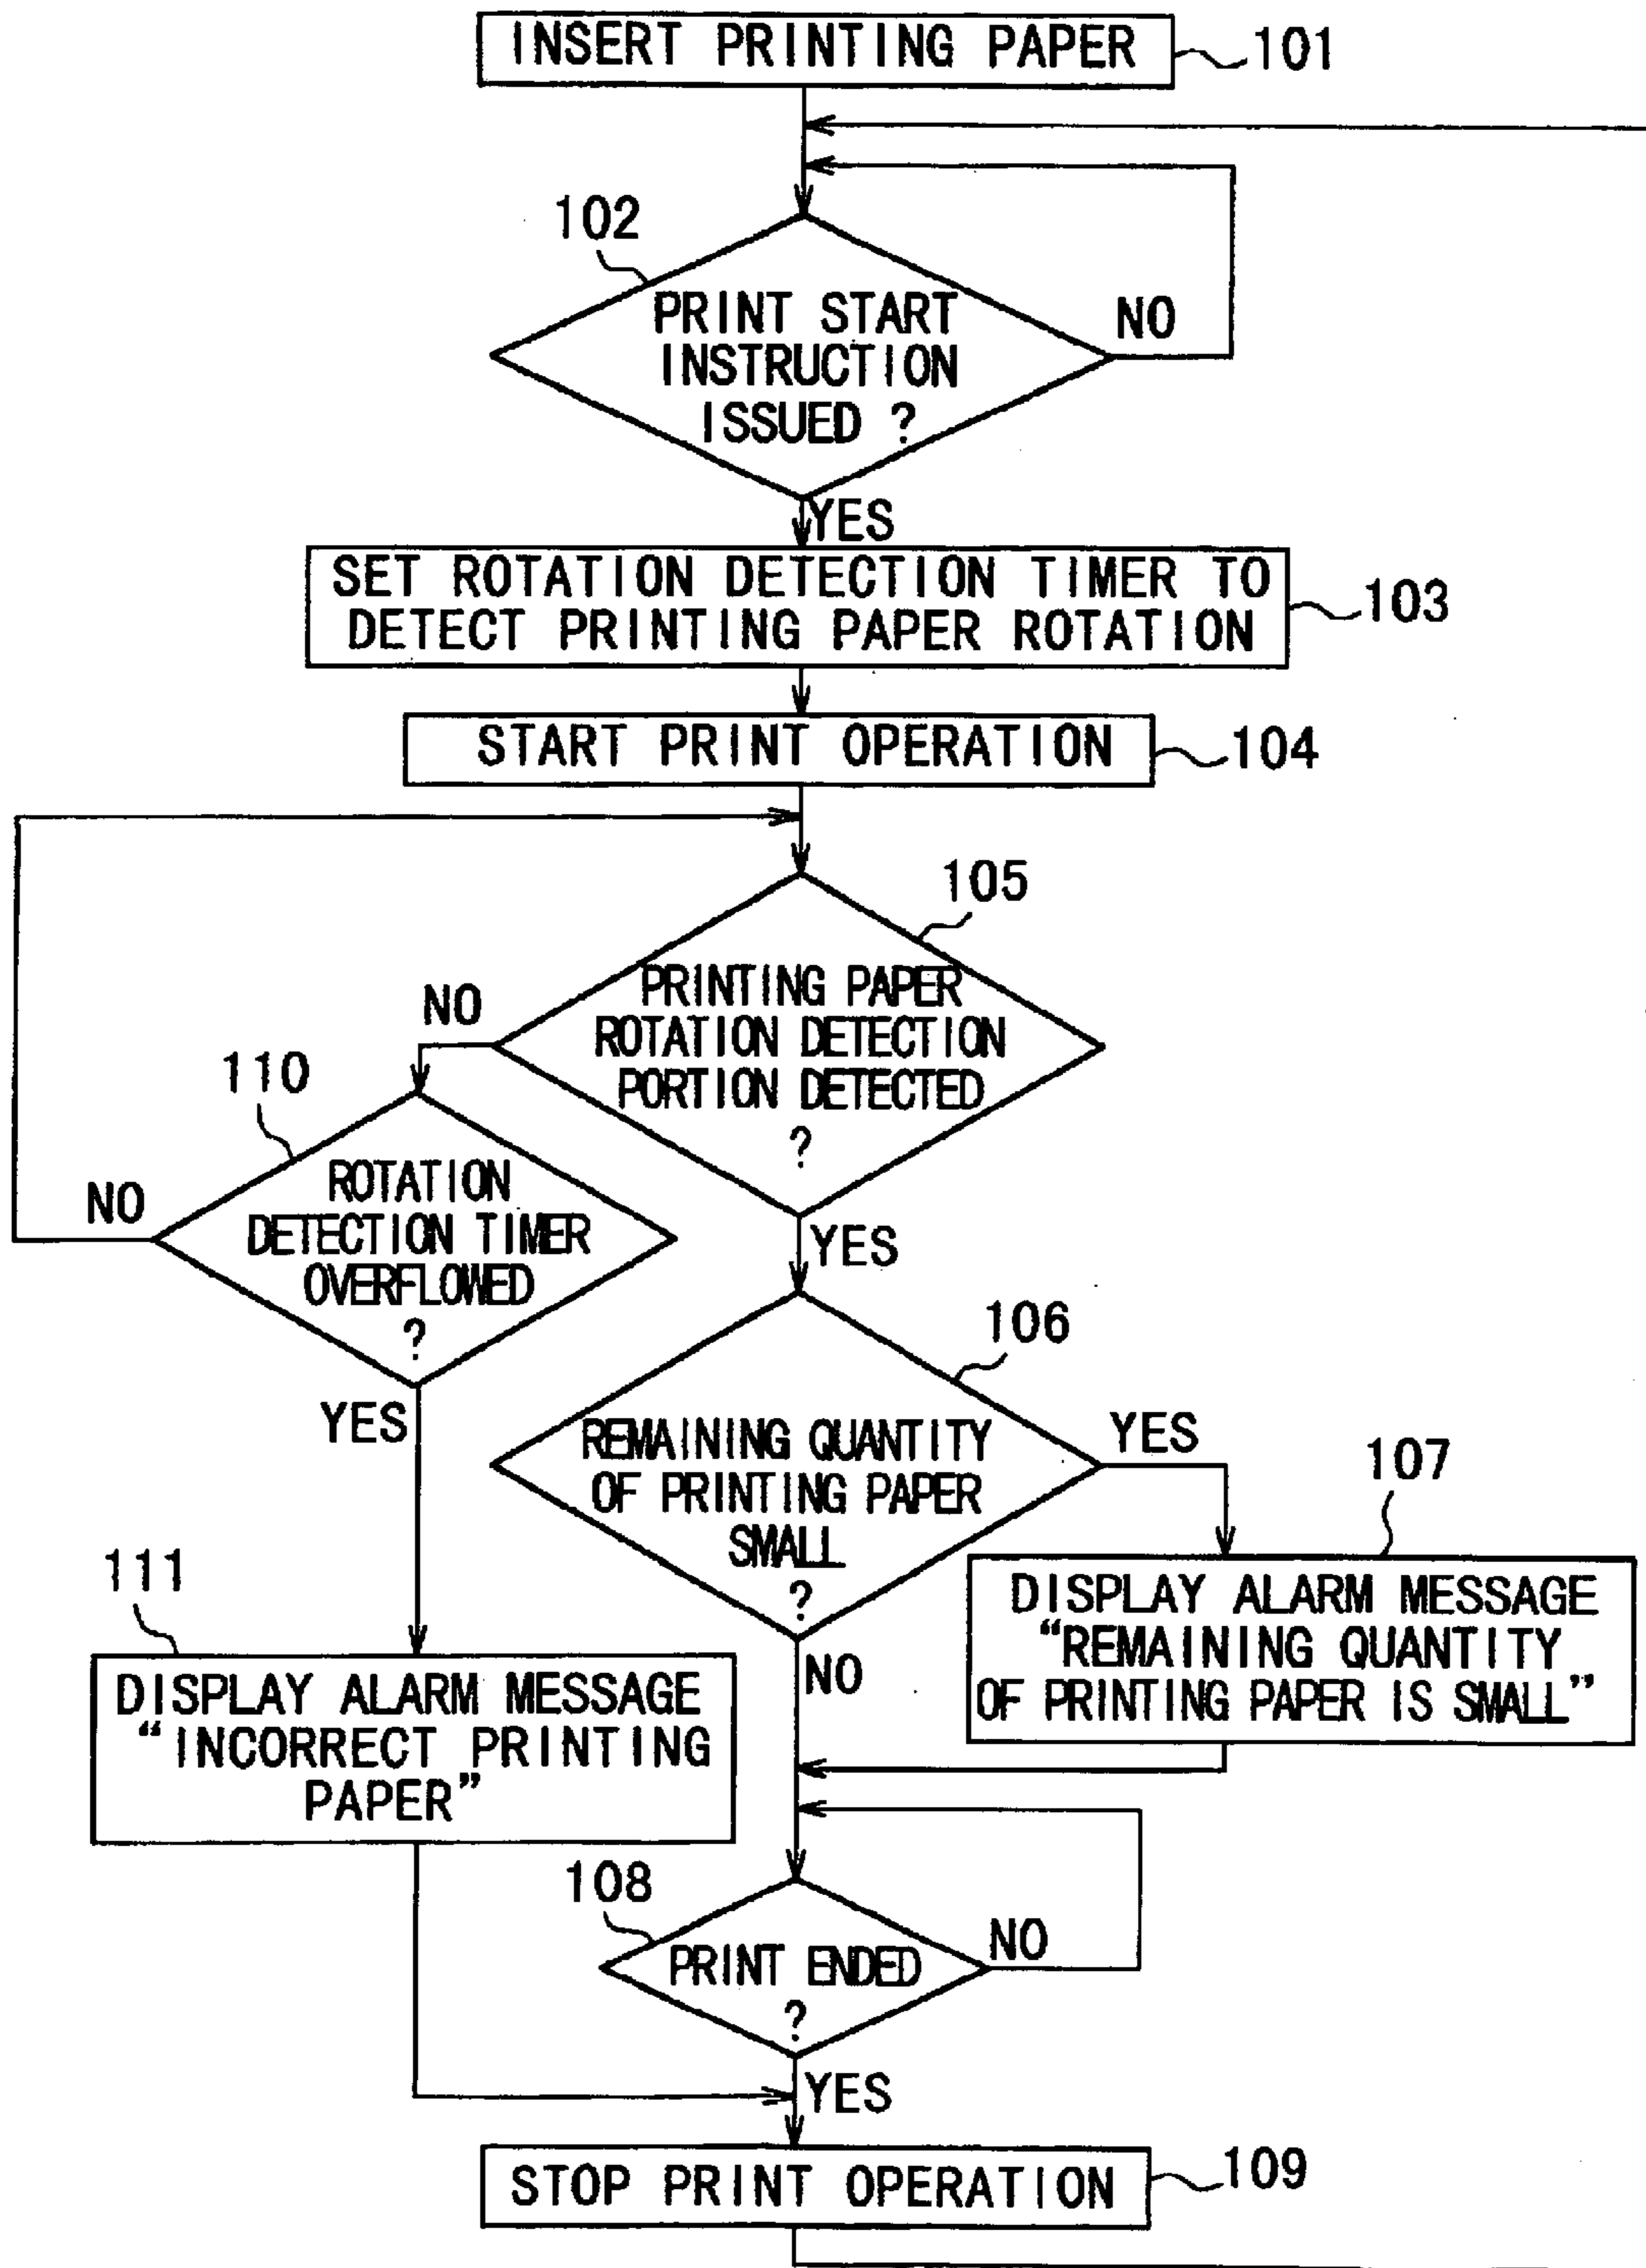 INSERT PRINTING PAPER
101
102
PRINT START
INSTRUCTION
ISSUED ?
NO
YES
SET ROTATION DETECTION TIMER TO
DETECT PRINTING PAPER ROTATION
103
START PRINT OPERATION
104
105
PRINTING PAPER
ROTATION DETECTION
PORTION DETECTED
?
NO
YES
110
ROTATION
DETECTION TIMER
OVERFLOWED
?
NO
YES
106
REMAINING QUANTITY
OF PRINTING PAPER
SMALL
?
YES
NO
107
DISPLAY ALARM MESSAGE
“REMAINING QUANTITY
OF PRINTING PAPER IS SMALL”
111
DISPLAY ALARM MESSAGE
“INCORRECT PRINTING
PAPER”
108
PRINT ENDED
?
NO
YES
STOP PRINT OPERATION
109